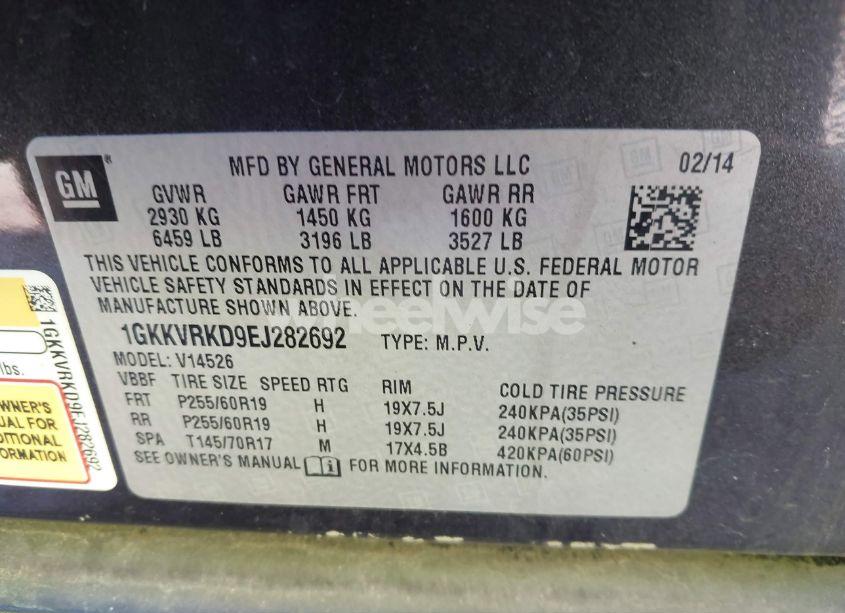 GM
MFD BY GENERAL MOTORS LLC 02/14
GVWR GAWR FRT GAWR RR
2930 KG 1450 KG 1600 KG
6459 LB 3196 LB 3527 LB
THIS VEHICLE CONFORMS TO ALL APPLICABLE U.S. FEDERAL MOTOR
VEHICLE SAFETY STANDARDS IN EFFECT ON THE DATE OF
MANUFACTURE SHOWN ABOVE.
1GKKVRKD9EJ282692 TYPE: M.P.V.
MODEL: V14526
VBBF TIRE SIZE SPEED RTG RIM COLD TIRE PRESSURE
FRT P255/60R19 H 19X7.5J 240KPA(35PSI)
RR P255/60R19 H 19X7.5J 240KPA(35PSI)
SPA T145/70R17 M 17X4.5B 420KPA(60PSI)
SEE OWNER'S MANUAL FOR MORE INFORMATION.
wheelwise
1GKKVRKD9EJ282692
lbs.
OWNER'S
FOR